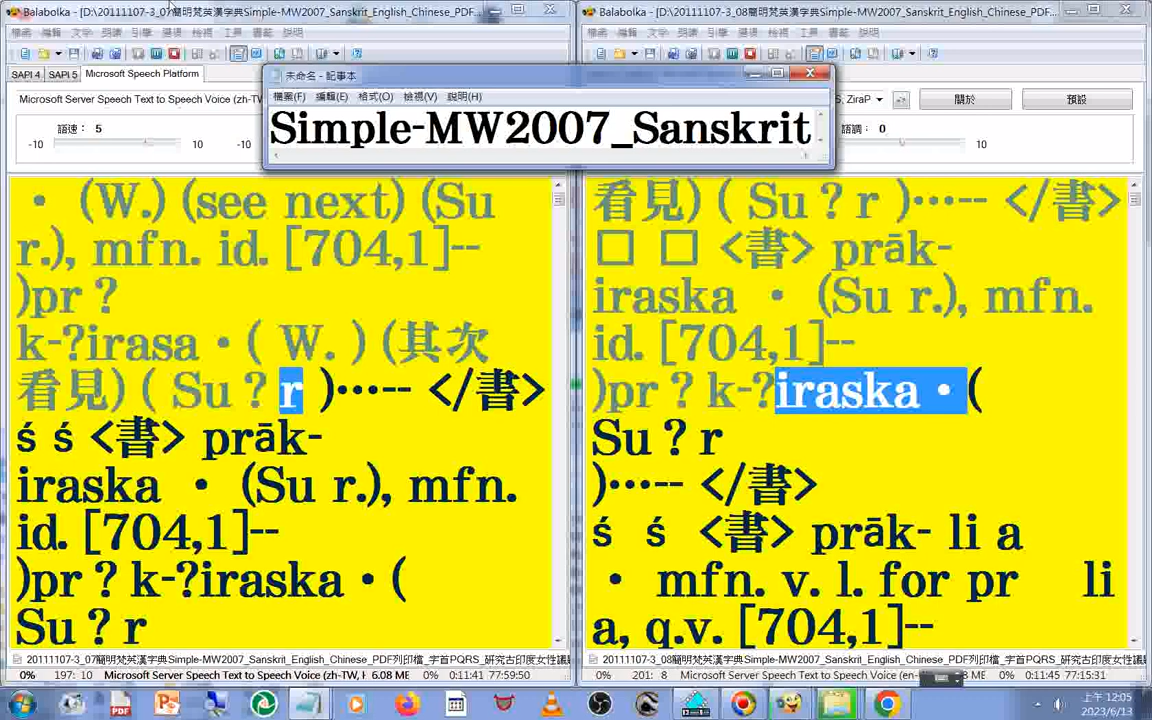 Balabolka - [D:\20111107-3_07簡明梵英漢字典Simple-MW2007_Sanskrit_English_Chinese_PDF...
Balabolka - [D:\20111107-3_08簡明梵英漢字典Simple-MW2007_Sanskrit_English_Chinese_PDF...
SAPI 4 SAPI 5 Microsoft Speech Platform
未命名 - 記事本
檔案(F) 編輯(E) 格式(O) 檢視(V) 說明(H)
Simple-MW2007_Sanskrit
Microsoft Server Speech Text to Speech Voice (zh-TW,
5, ZiraP
關於
預設
語速： 5
-10 10 -10
語調： 0
10
• (W.) (see next) (Su
r.), mfn. id. [704,1]--
)pr ?
k-?irasa •( W. ) (其次
看見) ( Su ? r )…-- </書>
ś ś <書> prāk-
iraska • (Su r.), mfn.
id. [704,1]--
)pr ? k-?iraska •(
Su ? r
看見) ( Su ? r )…-- </書>
□ □ <書> prāk-
iraska • (Su r.), mfn.
id. [704,1]--
)pr ? k-?iraska •(
Su ? r
)…-- </書>
ś ś <書> prāk- li a
• mfn. v. l. for pr li
a, q.v. [704,1]--
20111107-3_07簡明梵英漢字典Simple-MW2007_Sanskrit_English_Chinese_PDF列印檔_字首PQRS_研究古印度女性議
20111107-3_08簡明梵英漢字典Simple-MW2007_Sanskrit_English_Chinese_PDF列印檔_字首PQRS_研究古印度女性議
0% 197: 10 Microsoft Server Speech Text to Speech Voice (zh-TW, H 6.08 ME 0% 0:11:41 77:59:50
0% 201: 8 Microsoft Server Speech Text to Speech Voice ME 0% 0:11:45 77:15:31
上午 12:05
2023/6/13